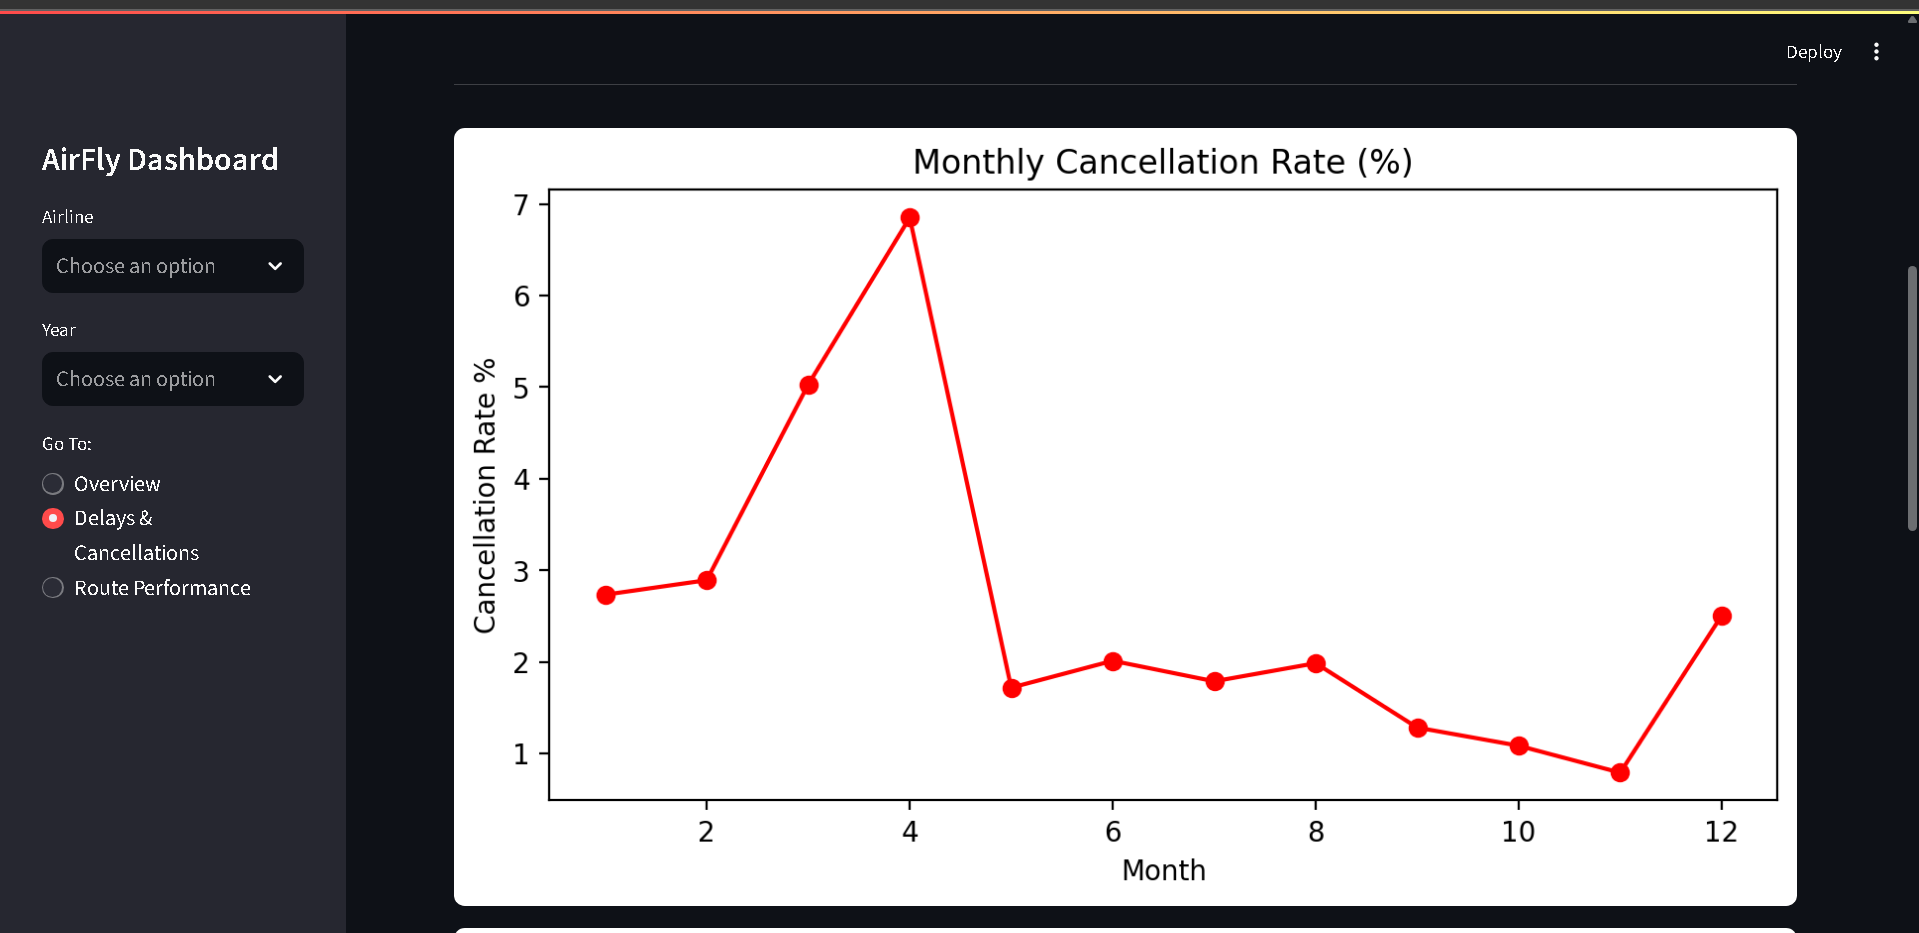 Deploy
AirFly Dashboard
Airline
Choose an option
Year
Choose an option
Go To:
Overview
Delays &
Cancellations
Route Performance
Monthly Cancellation Rate (%)
Cancellation Rate %
7
6
5
4
3
2
1
2
4
6
8
10
12
Month